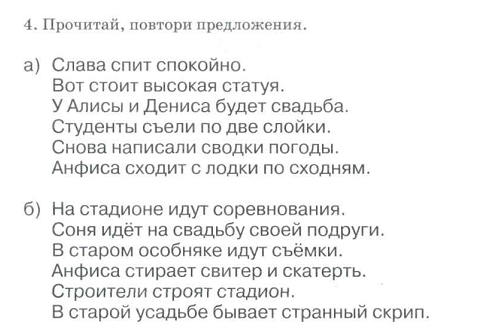 4. Прочитай, повтори предложения.
а) Слава спит спокойно.
Вот стоит высокая статуя.
У Алисы и Дениса будет свадьба.
Студенты съели по две слойки.
Снова написали сводки погоды.
Анфиса сходит с лодки по сходням.
б) На стадионе идут соревнования.
Соня идёт на свадьбу своей подруги.
В старом особняке идут съёмки.
Анфиса стирает свитер и скатерть.
Строители строят стадион.
В старой усадьбе бывает странный скрип.